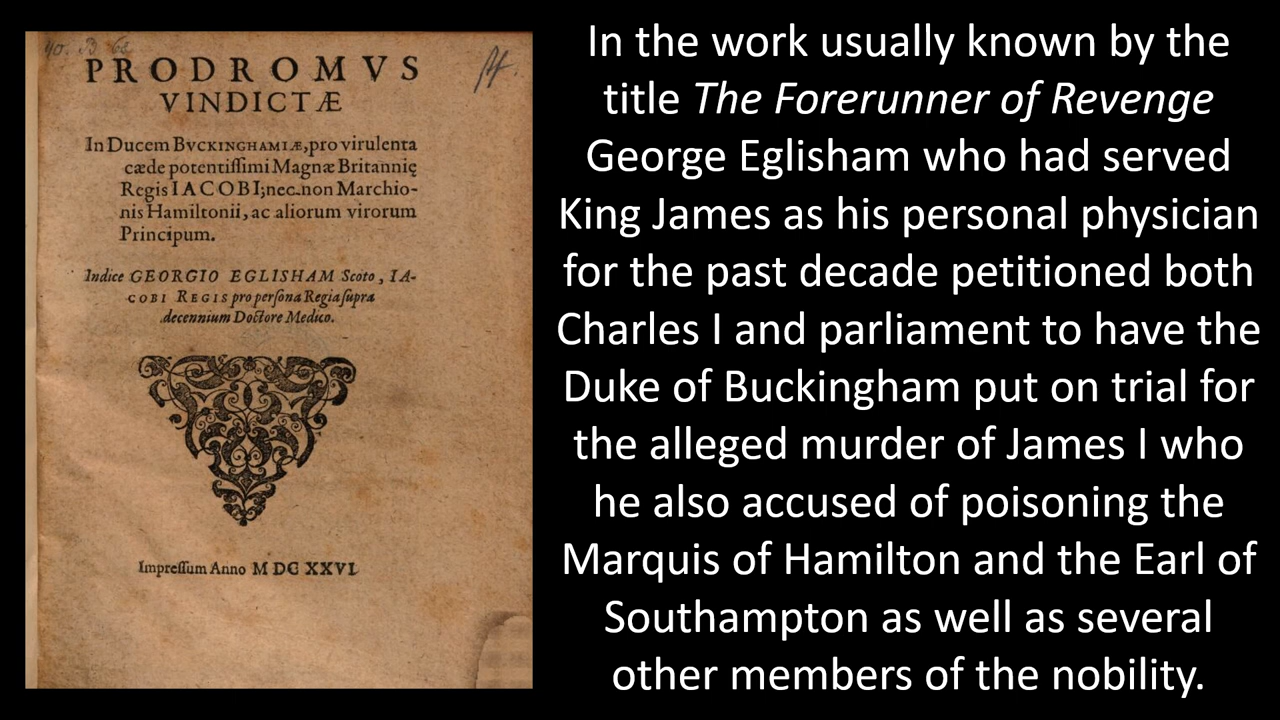 PRODROMVS
VINDICTÆ
In Ducem BVCKINGHAMIÆ, pro virulenta
cæde potentiſſimi Magnæ Britannię
Regis IACOBI; nec non Marchio-
nis Hamiltonii, ac aliorum virorum
Principum.
Indice GEORGIO EGLISHAM Scoto, IA-
COBI REGIS pro perſona Regia ſupra
decennium Doctore Medico.
Impreſſum Anno M DC XXVI.
In the work usually known by the
title The Forerunner of Revenge
George Eglisham who had served
King James as his personal physician
for the past decade petitioned both
Charles I and parliament to have the
Duke of Buckingham put on trial for
the alleged murder of James I who
he also accused of poisoning the
Marquis of Hamilton and the Earl of
Southampton as well as several
other members of the nobility.